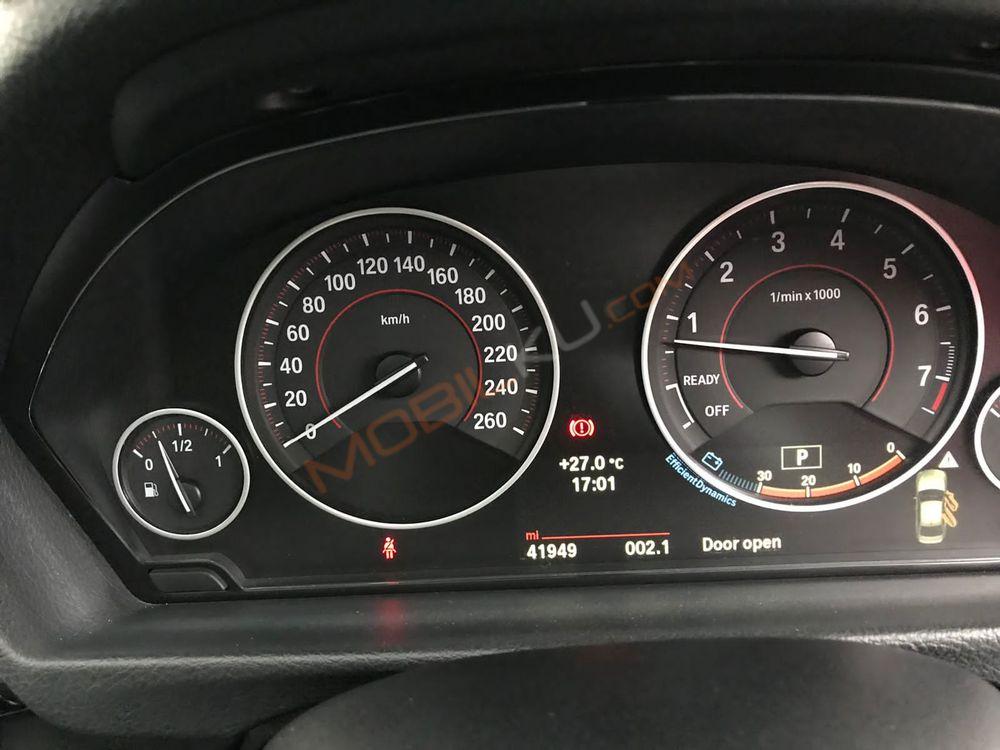 0 1/2 1
0 20 40 60 80 100 120 140 160 180 200 220 240 260
km/h
MOBILKU.com
+27.0 °C
17:01
mi
41949 002.1
OFF READY 1 2 3 4 5 6 7
1/min x 1000
P
30 20 10 0
EfficientDynamics
Door open